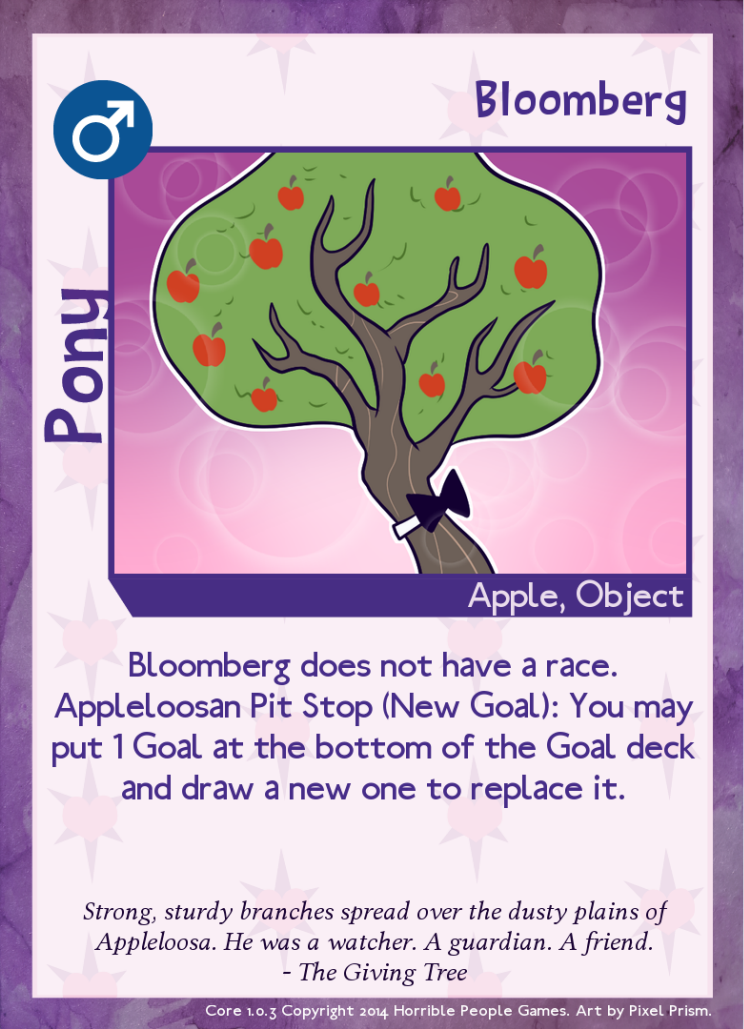 Bloomberg
Pony
Apple, Object
Bloomberg does not have a race.
Appleloosan Pit Stop (New Goal): You may
put 1 Goal at the bottom of the Goal deck
and draw a new one to replace it.
Strong, sturdy branches spread over the dusty plains of
Appleloosa. He was a watcher. A guardian. A friend.
- The Giving Tree
Core 1.0.3 Copyright 2014 Horrible People Games. Art by Pixel Prism.